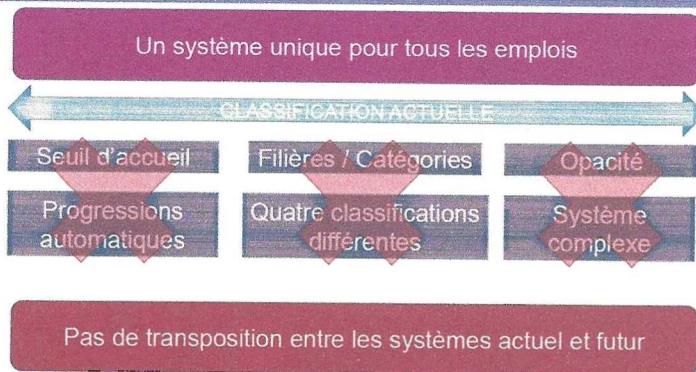 Un système unique pour tous les emplois
CLASSIFICATION ACTUELLE
Seuil d'accueil
Filières / Catégories
Opacité
Progressions
automatiques
Quatre classifications
différentes
Système
complexe
Pas de transposition entre les systèmes actuel et futur